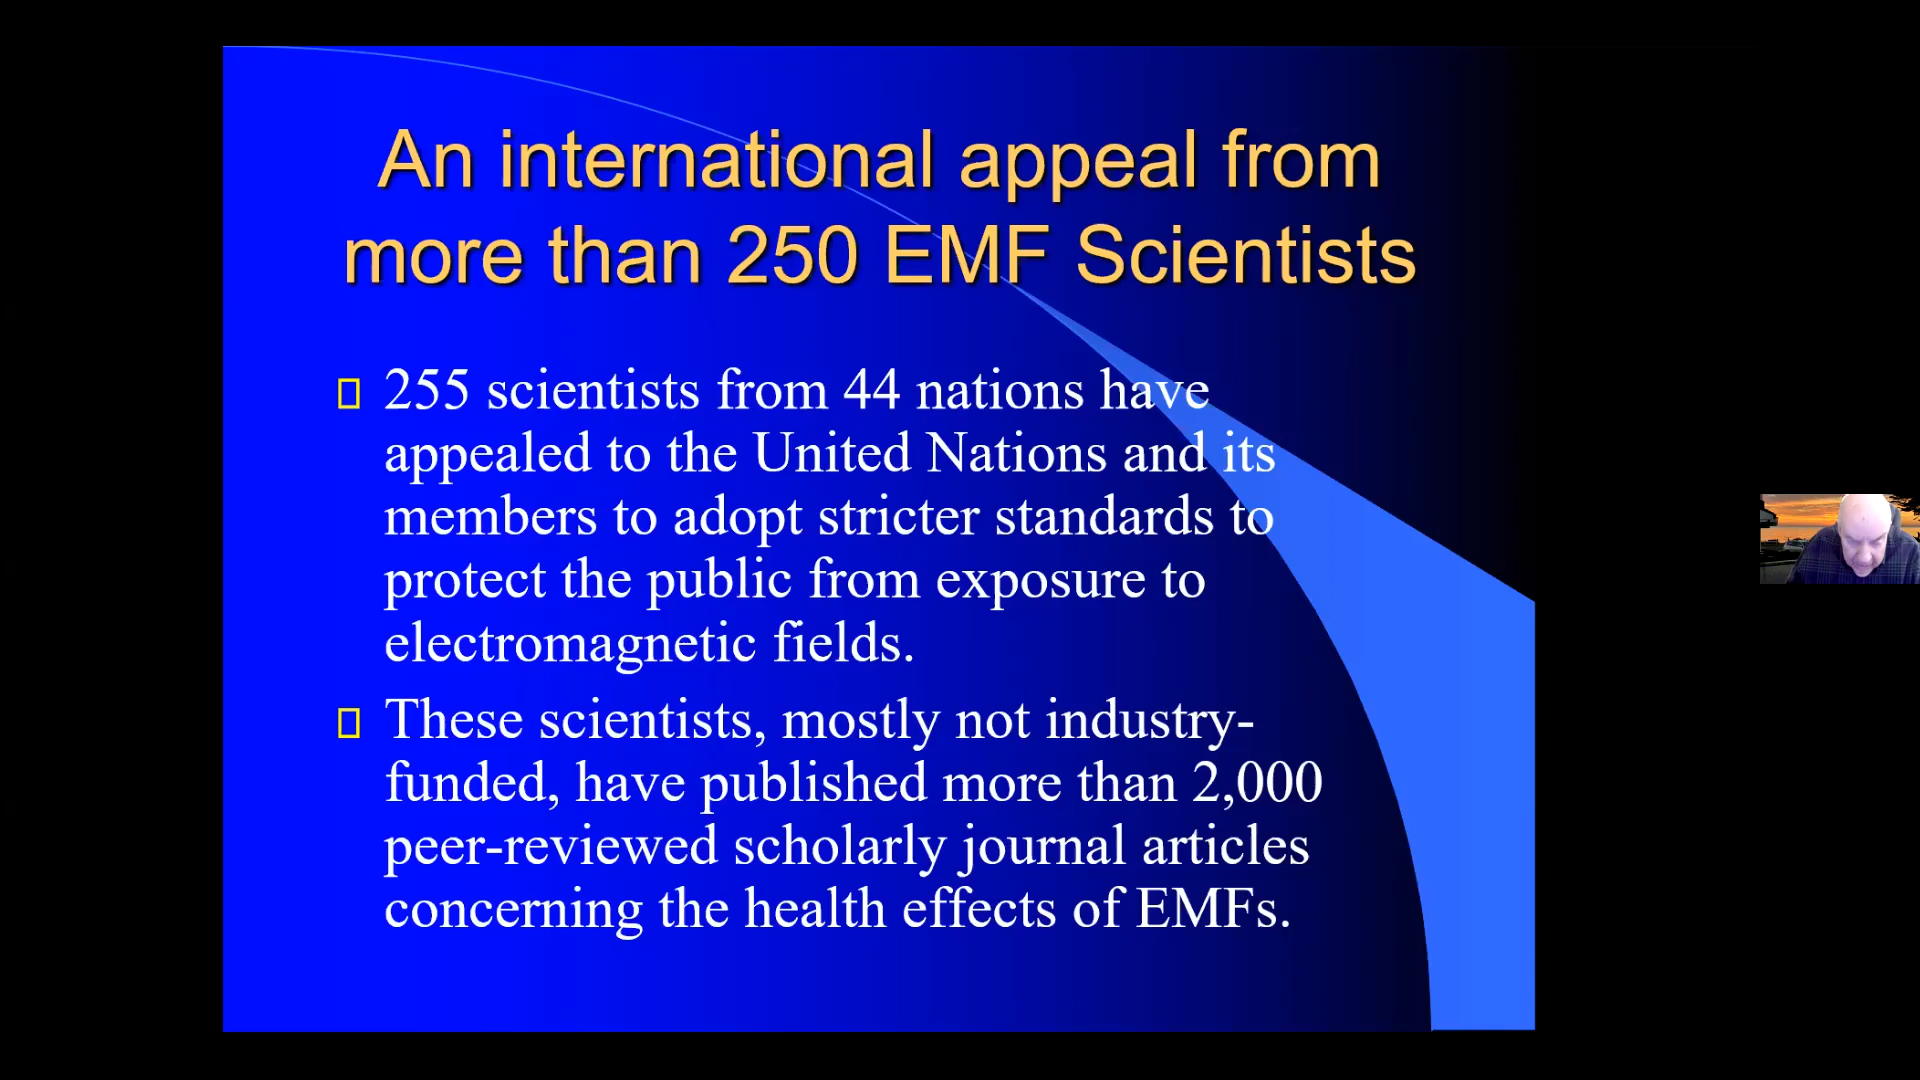 An international appeal from
more than 250 EMF Scientists
255 scientists from 44 nations have
appealed to the United Nations and its
members to adopt stricter standards to
protect the public from exposure to
electromagnetic fields.
These scientists, mostly not industry-
funded, have published more than 2,000
peer-reviewed scholarly journal articles
concerning the health effects of EMFs.